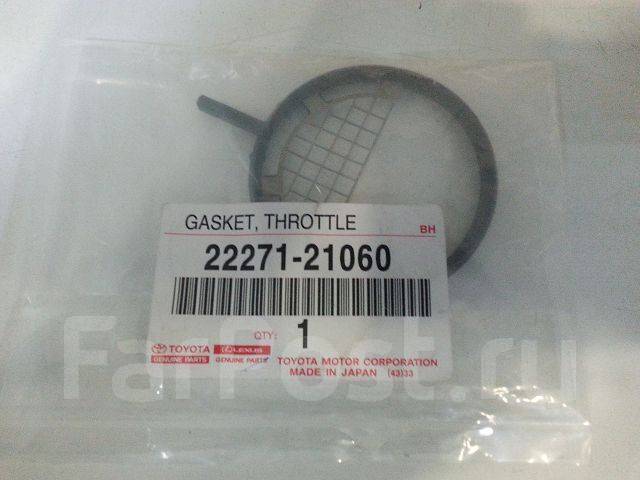 GASKET, THROTTLE
BH
22271-21060
QTY: 1
TOYOTA LEXUS
GENUINE PARTS GENUINE PARTS
TOYOTA MOTOR CORPORATION
MADE IN JAPAN (43)33
FarPost.ru